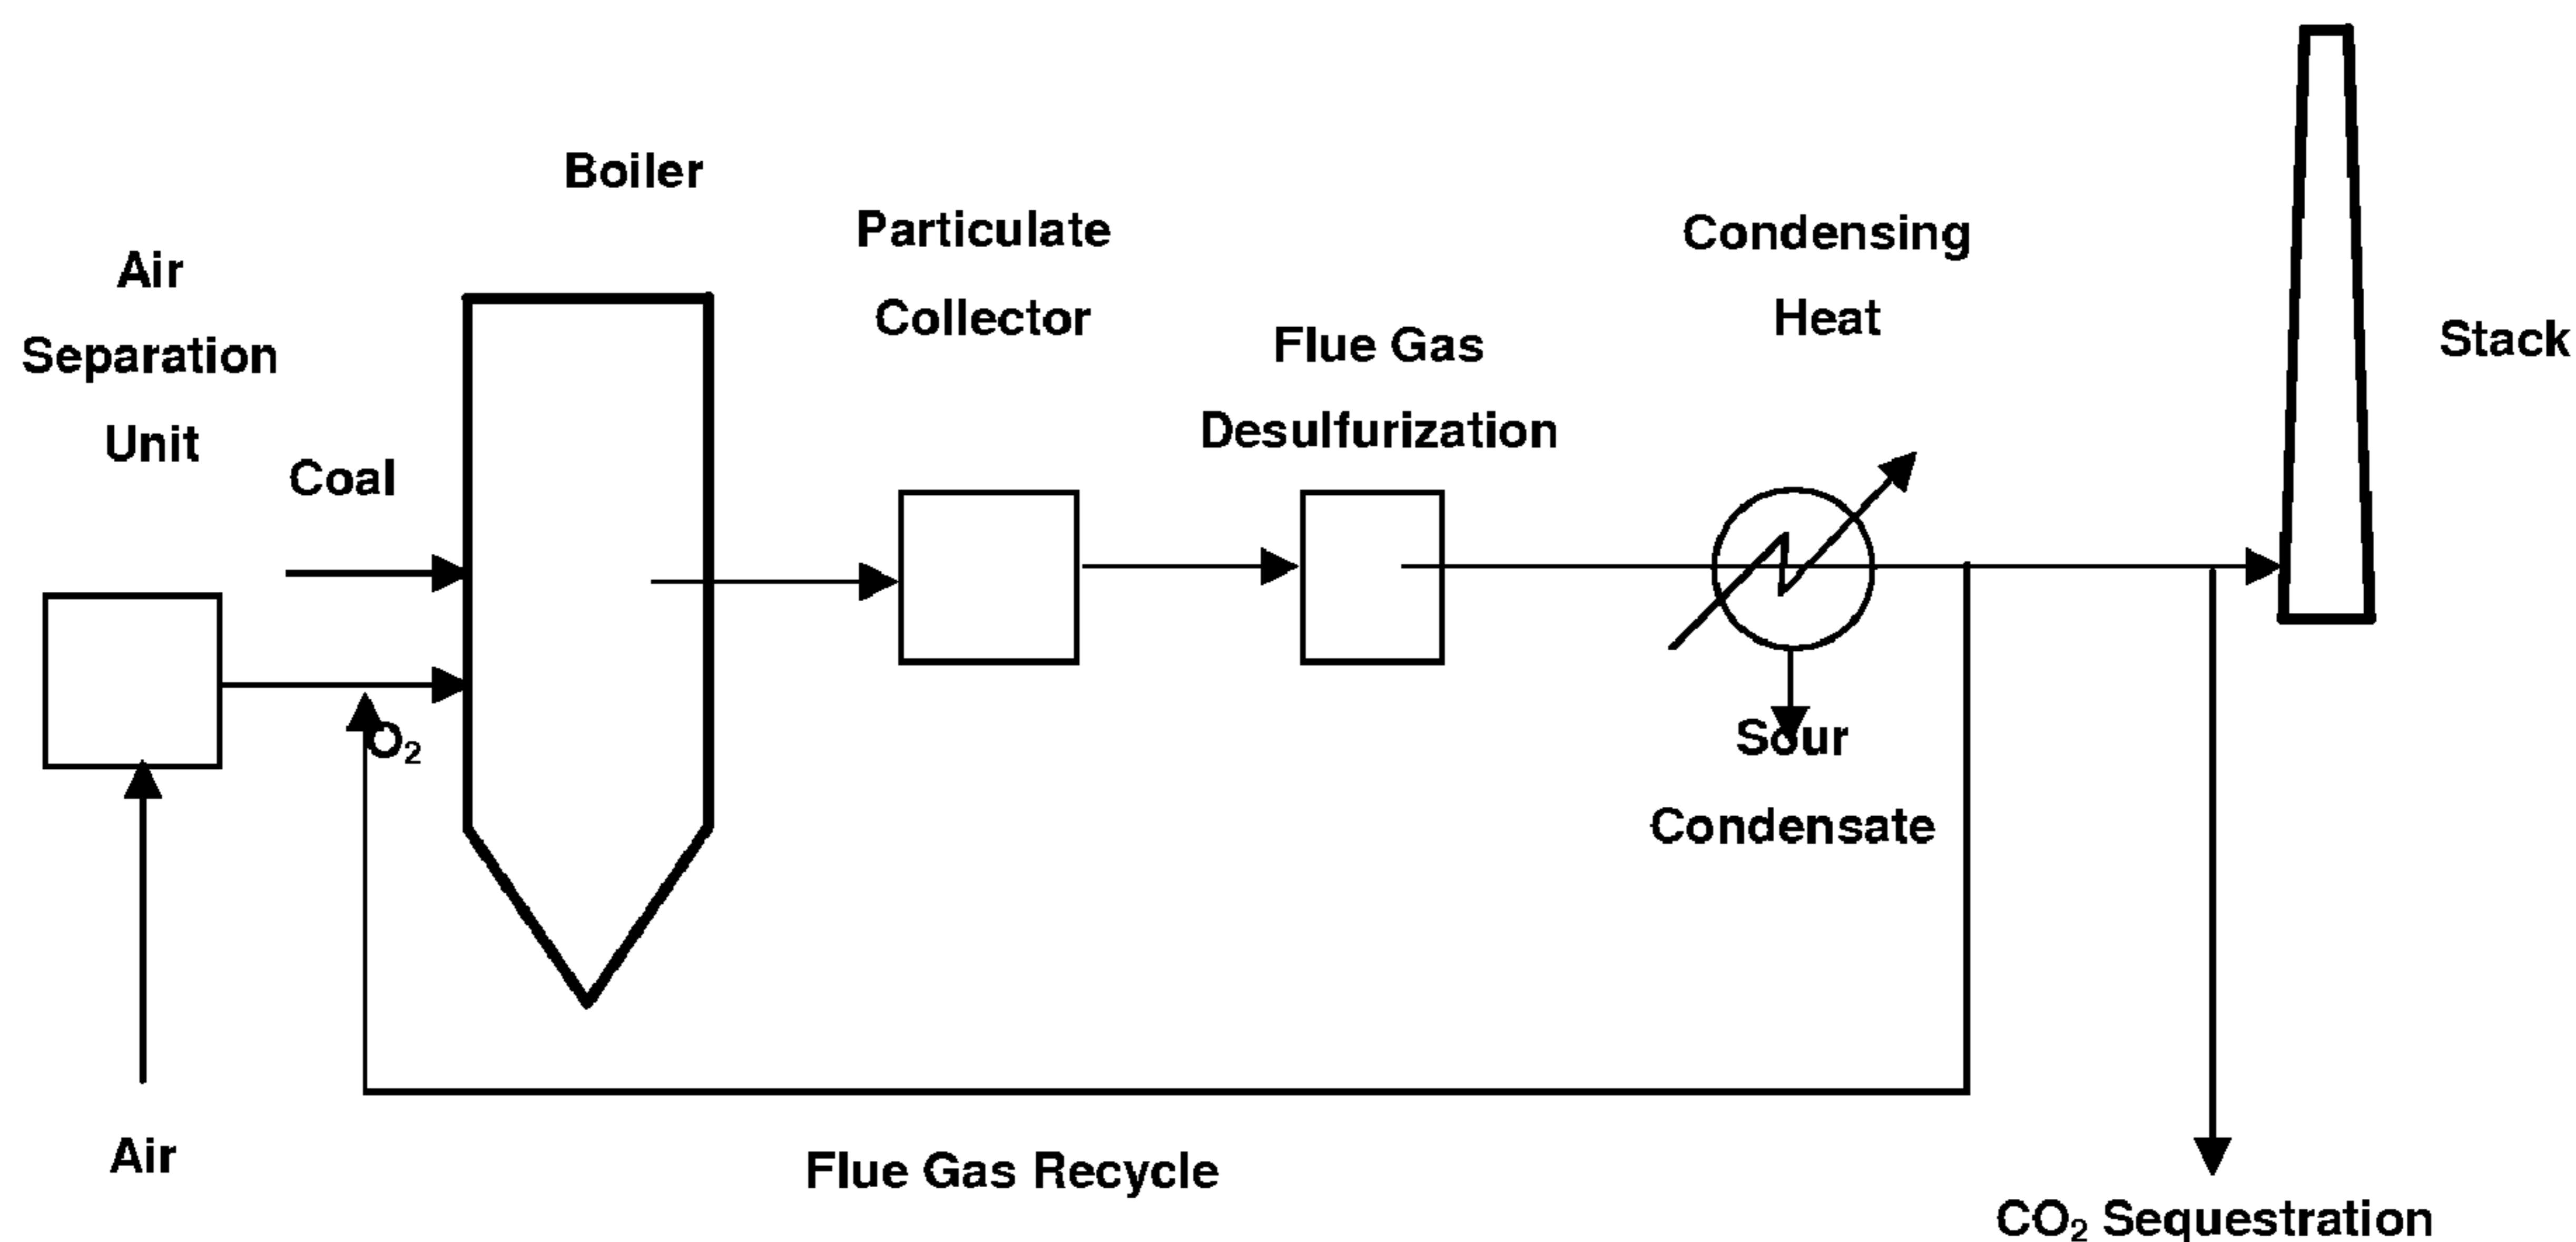 Boiler
Air
Separation
Unit
Coal
Particulate
Collector
Flue Gas
Desulfurization
Condensing
Heat
Stack
O₂
Sour
Condensate
Air
Flue Gas Recycle
CO₂ Sequestration